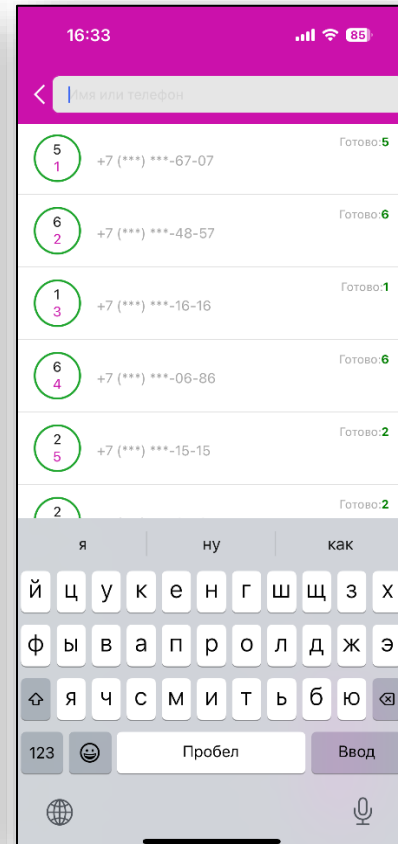 16:33 85
Имя или телефон
5 Готово:5
1 +7 (***) ***-67-07
6 Готово:6
2 +7 (***) ***-48-57
1 Готово:1
3 +7 (***) ***-16-16
6 Готово:6
4 +7 (***) ***-06-86
2 Готово:2
5 +7 (***) ***-15-15
2 Готово:2
я ну как
й ц у к е н г ш щ з х
ф ы в а п р о л д ж э
я ч с м и т ь б ю
123 Пробел Ввод